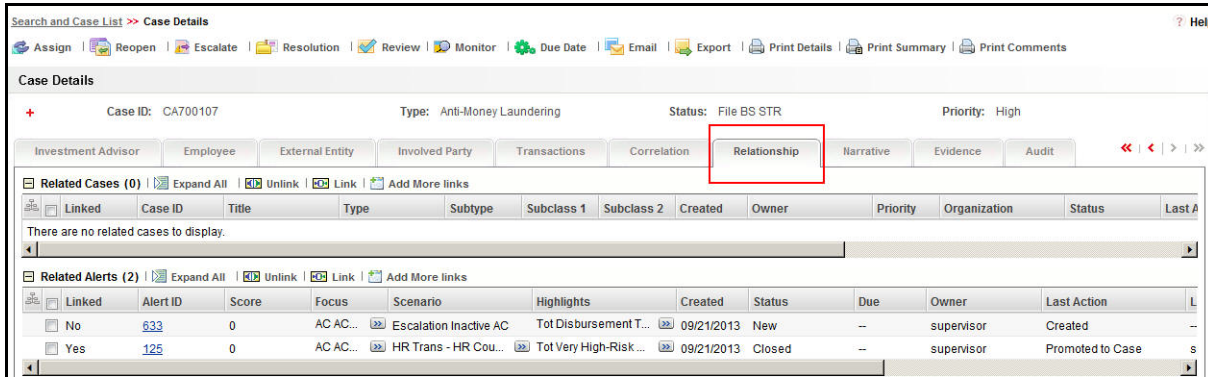 Search and Case List >> Case Details ? Hel
Assign | Reopen | Escalate | Resolution | Review | Monitor | Due Date | Email | Export | Print Details | Print Summary | Print Comments
Case Details
+ Case ID: CA700107 Type: Anti-Money Laundering Status: File BS STR Priority: High
Investment Advisor Employee External Entity Involved Party Transactions Correlation Relationship Narrative Evidence Audit
Related Cases (0) | Expand All | Unlink | Link | Add More links
Linked Case ID Title Type Subtype Subclass 1 Subclass 2 Created Owner Priority Organization Status Last A
There are no related cases to display.
Related Alerts (2) | Expand All | Unlink | Link | Add More links
Linked Alert ID Score Focus Scenario Highlights Created Status Due Owner Last Action L
No 633 0 AC AC... Escalation Inactive AC Tot Disbursement T... 09/21/2013 New -- supervisor Created --
Yes 125 0 AC AC... HR Trans - HR Cou... Tot Very High-Risk ... 09/21/2013 Closed -- supervisor Promoted to Case s